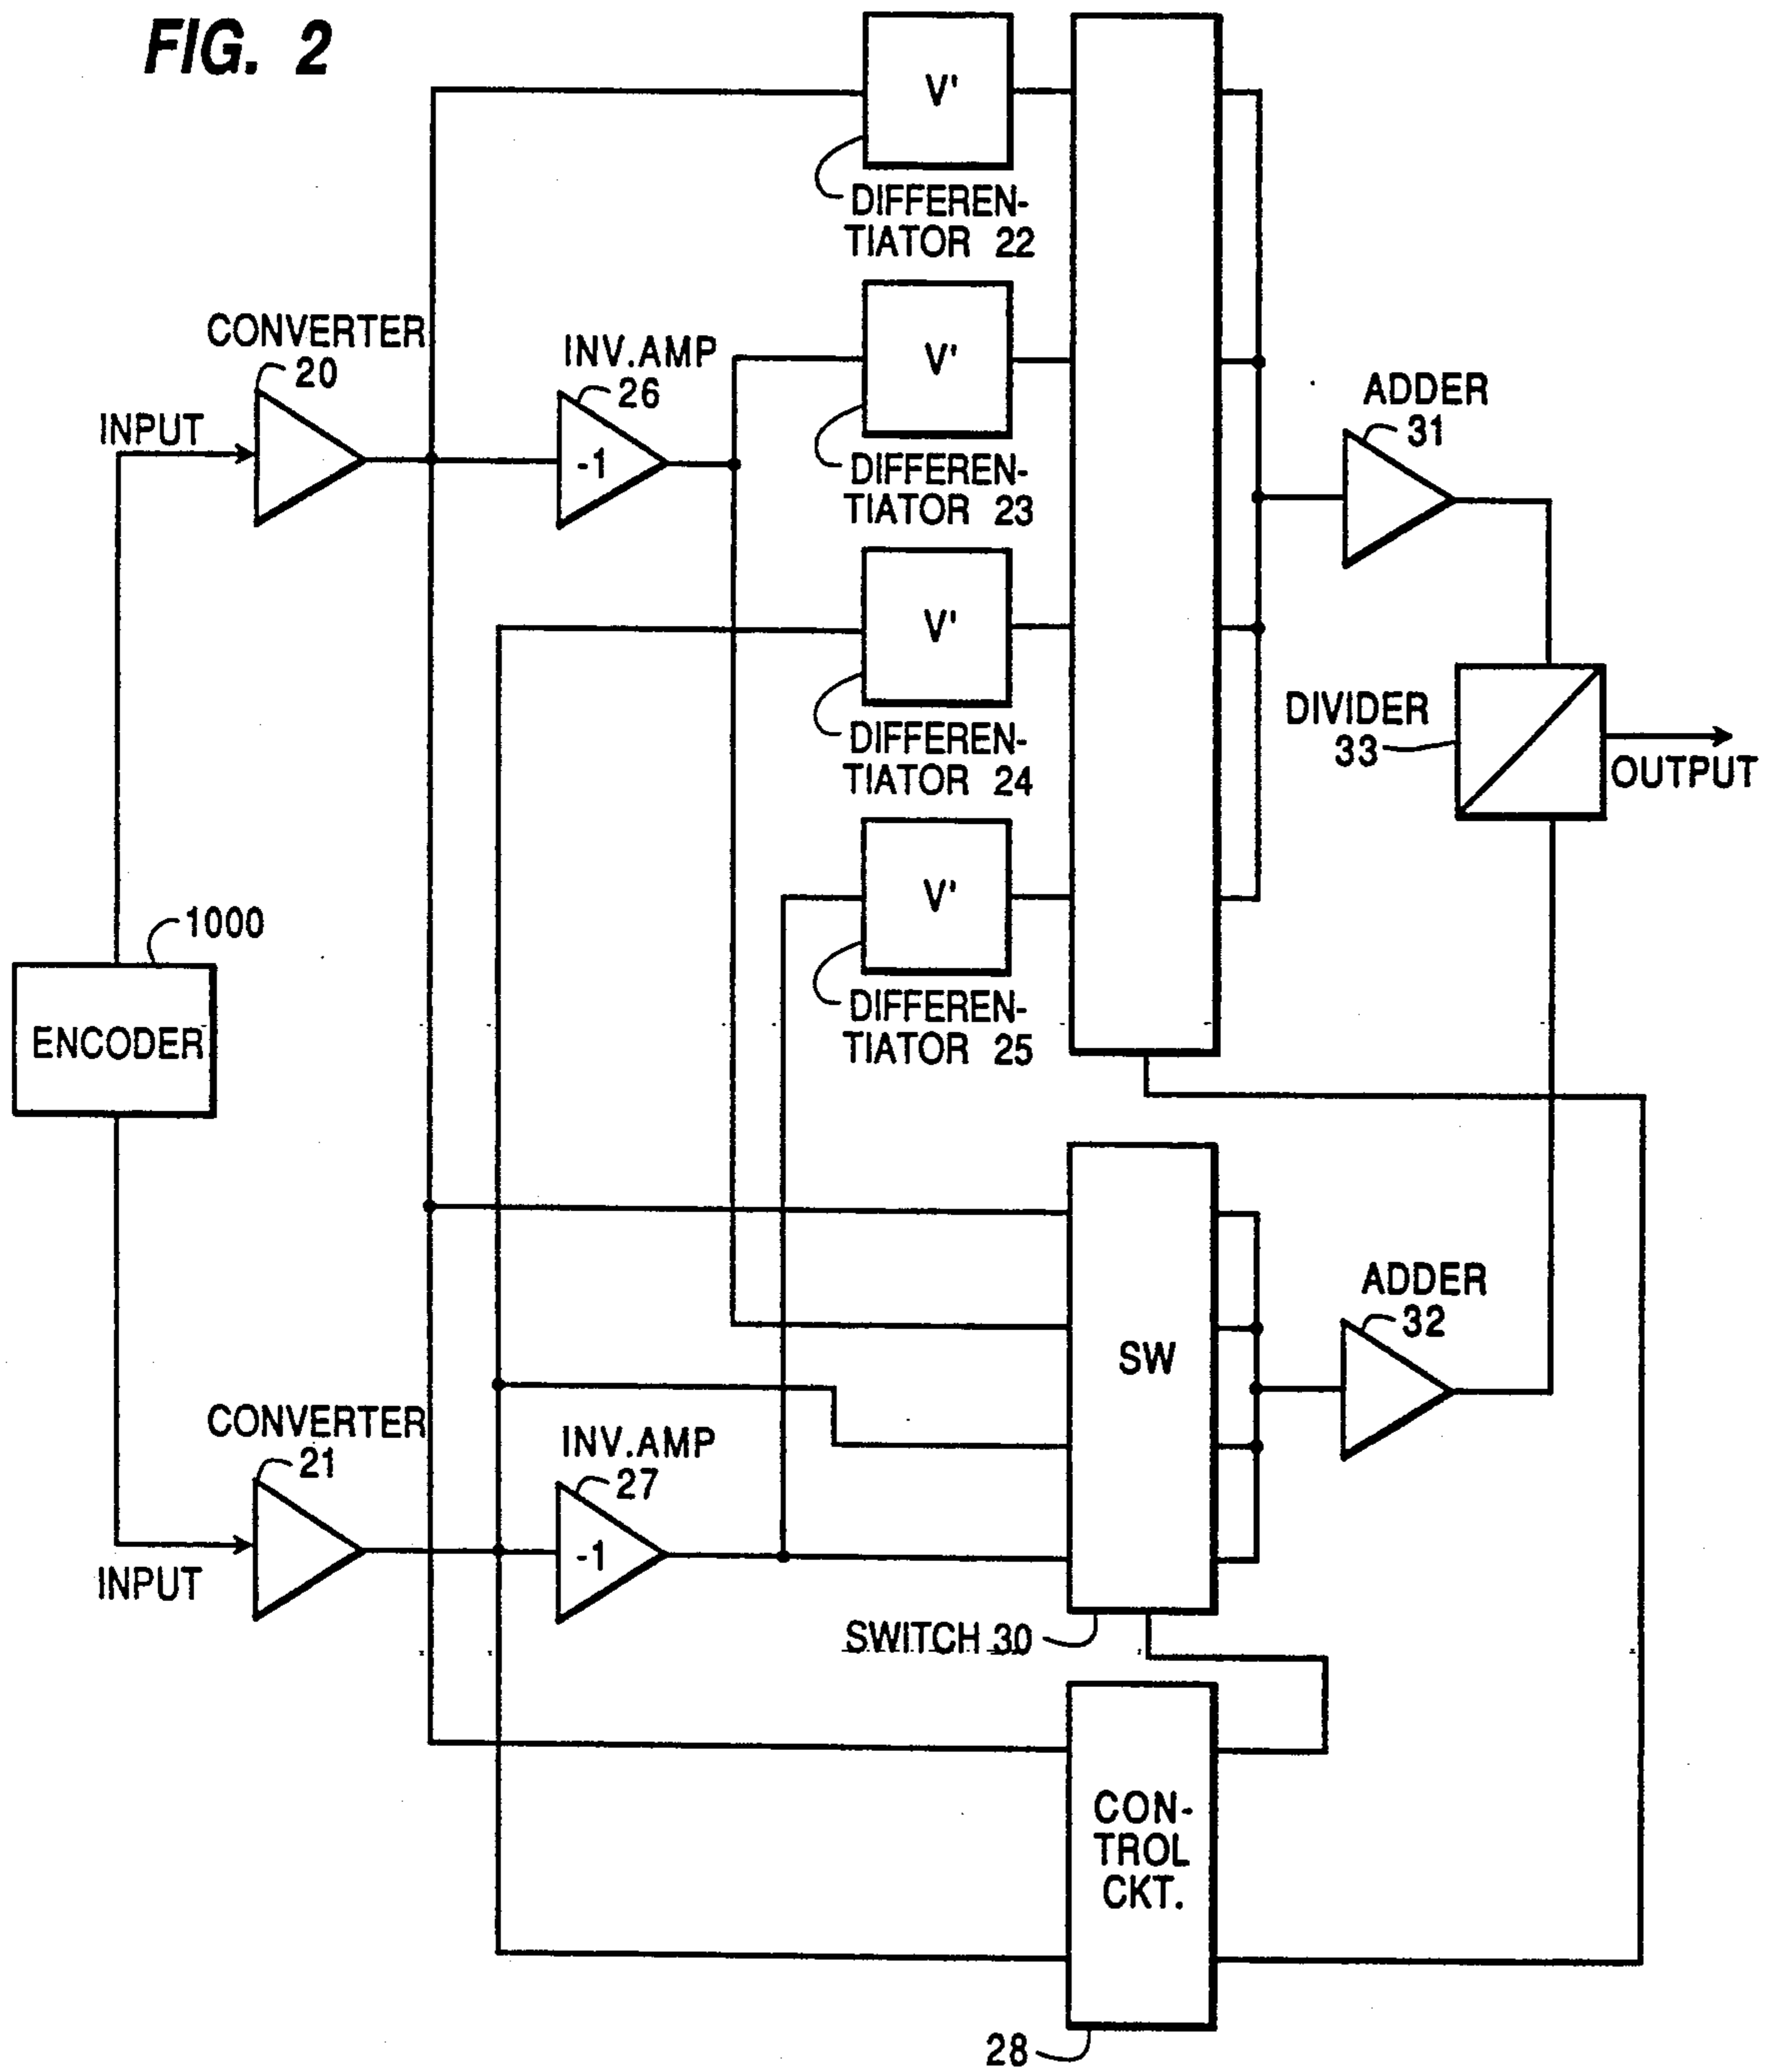 FIG. 2
V'
DIFFEREN-
TIATOR 22
CONVERTER
20
INV.AMP
26
-1
INPUT
V'
DIFFEREN-
TIATOR 23
ADDER
31
V'
DIFFEREN-
TIATOR 24
DIVIDER
33
OUTPUT
V'
DIFFEREN-
TIATOR 25
1000
ENCODER
SW
ADDER
32
CONVERTER
21
INV.AMP
27
-1
INPUT
SWITCH 30
CON-
TROL
CKT.
28